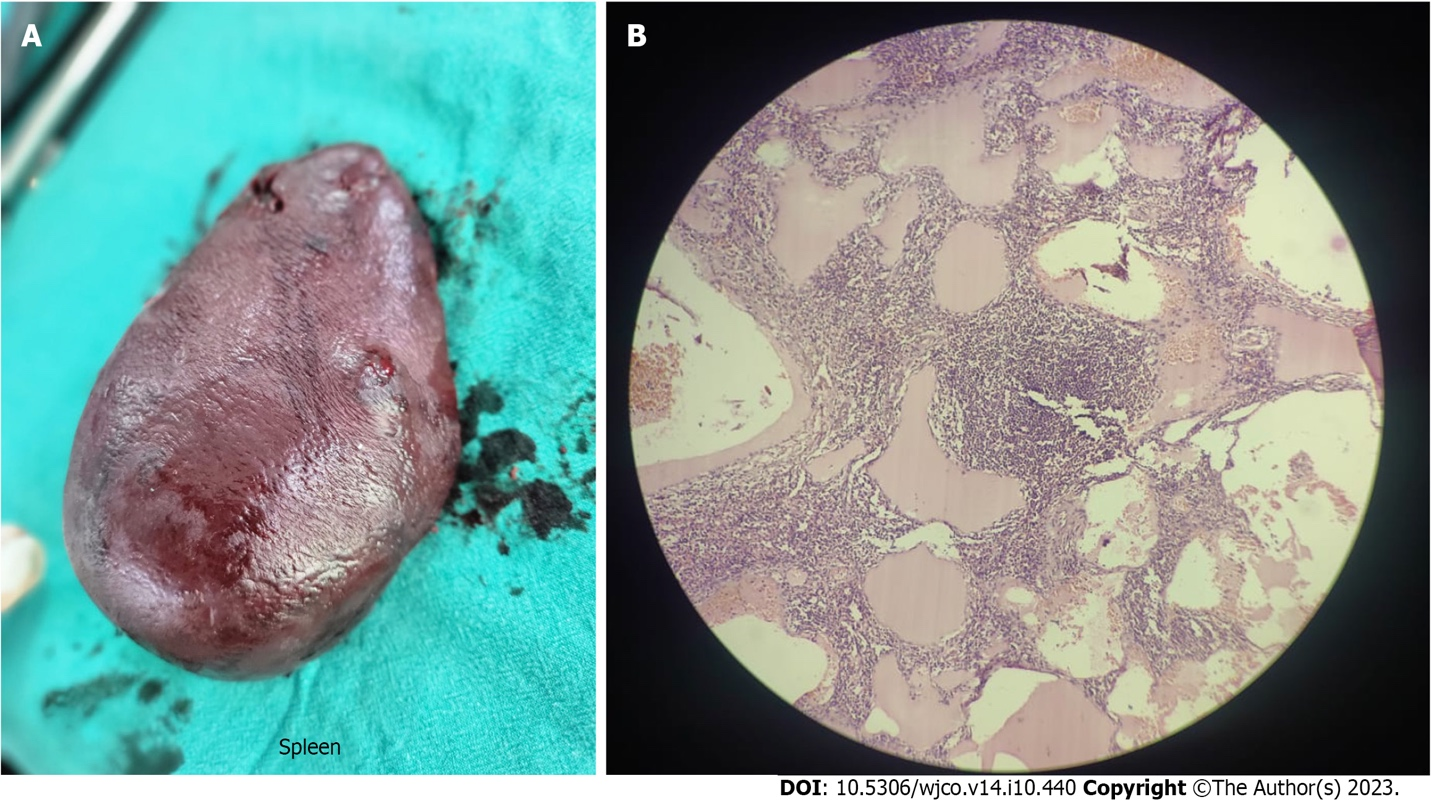 A
B
Spleen
DOI: 10.5306/wjco.v14.i10.440 Copyright ©The Author(s) 2023.